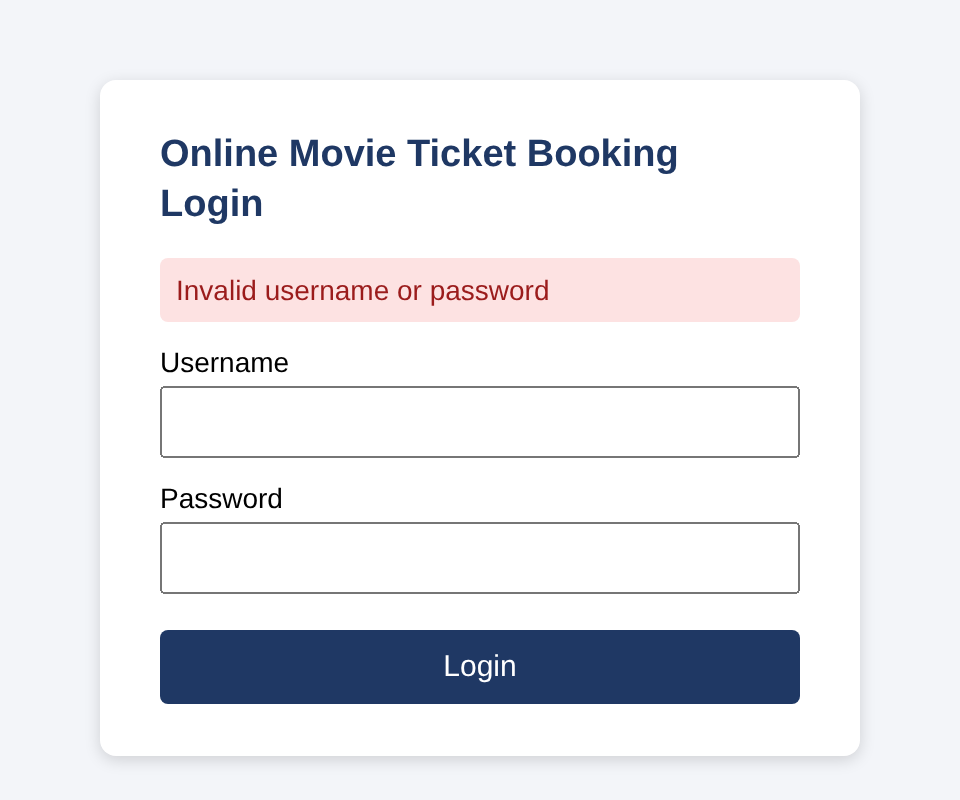 Online Movie Ticket Booking
Login
Invalid username or password
Username
Password
Login